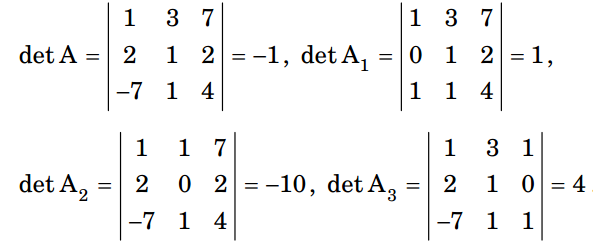 det A = | 1 3 7 ; 2 1 2 ; −7 1 4 | = −1, det A₁ = | 1 3 7 ; 0 1 2 ; 1 1 4 | = 1,
det A₂ = | 1 1 7 ; 2 0 2 ; −7 1 4 | = −10, det A₃ = | 1 3 1 ; 2 1 0 ; −7 1 1 | = 4